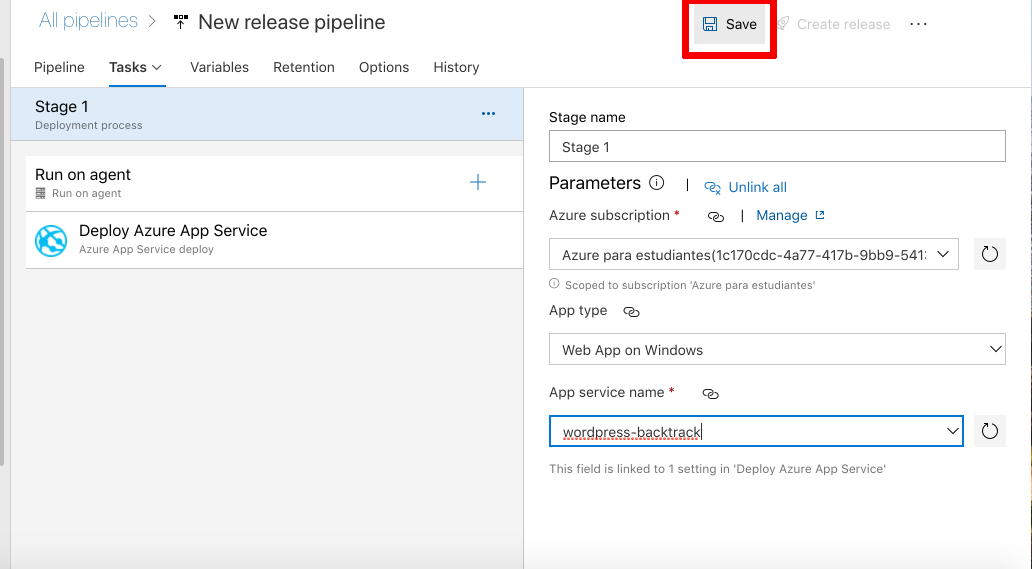 All pipelines > New release pipeline
Save
Create release
...
Pipeline Tasks Variables Retention Options History
Stage 1
Deployment process
...
Run on agent
Run on agent
Deploy Azure App Service
Azure App Service deploy
Stage name
Stage 1
Parameters | Unlink all
Azure subscription * | Manage
Azure para estudiantes(1c170cdc-4a77-417b-9bb9-541
Scoped to subscription 'Azure para estudiantes'
App type
Web App on Windows
App service name *
wordpress-backtrack
This field is linked to 1 setting in 'Deploy Azure App Service'